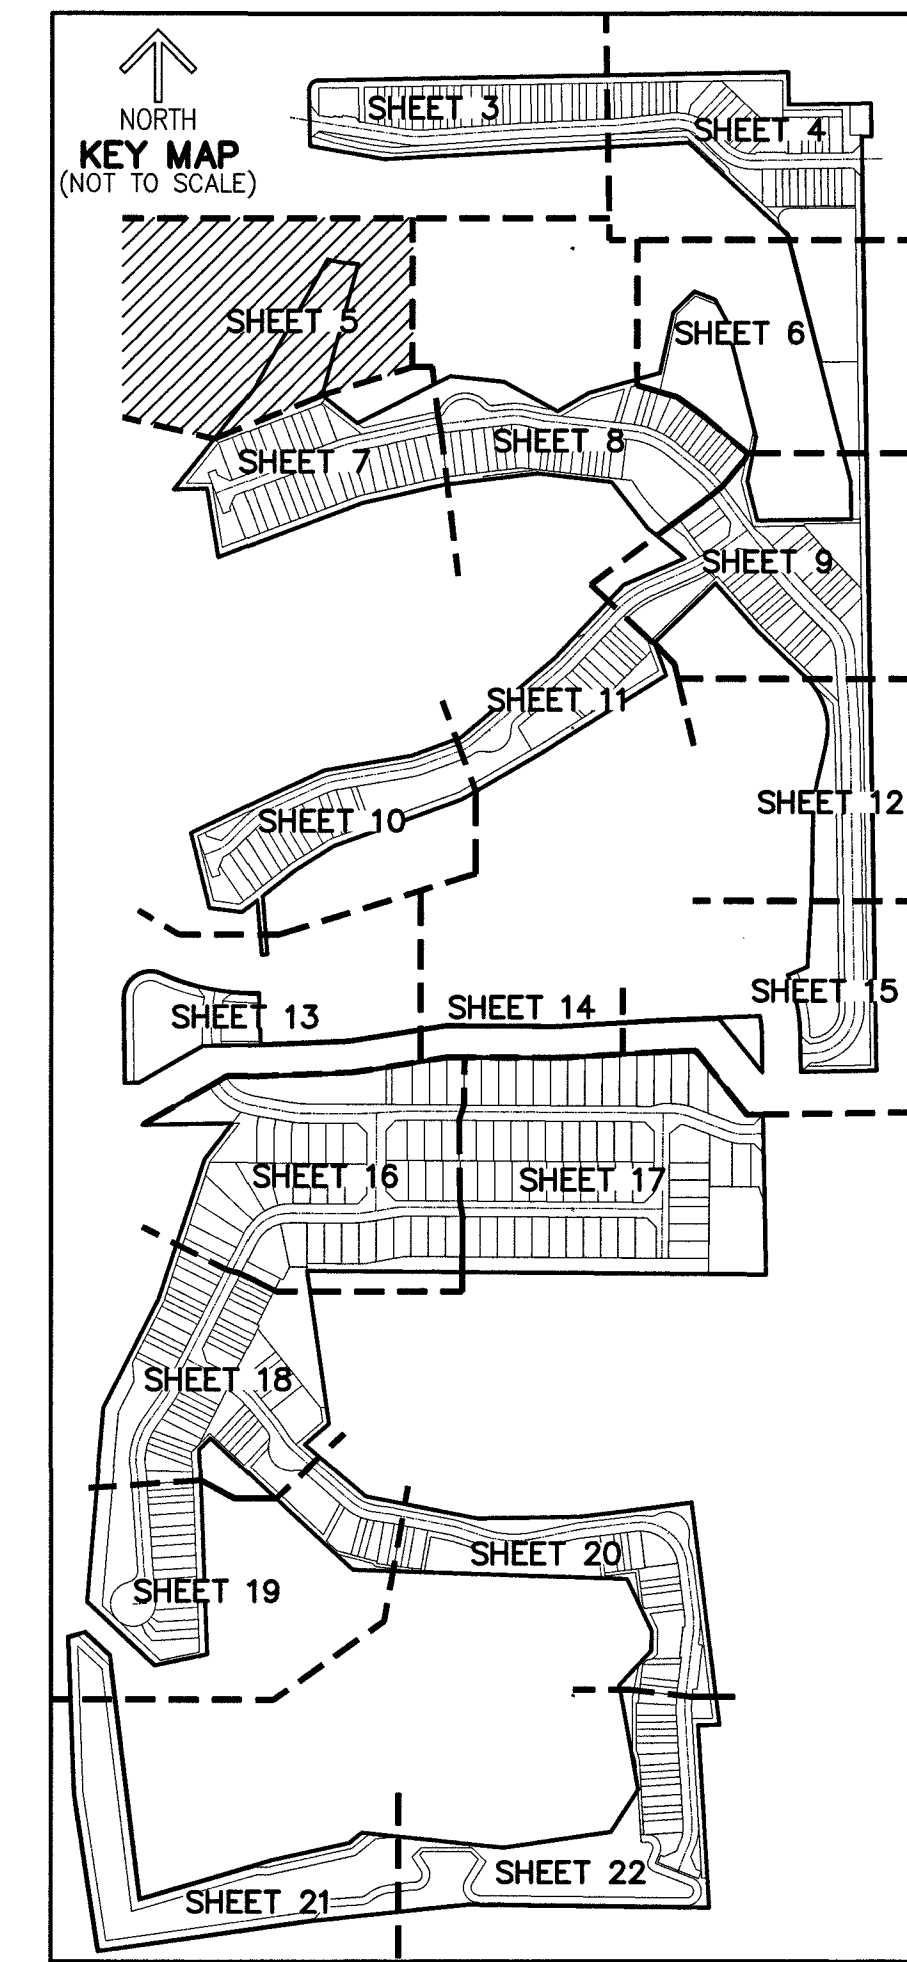 NORTH
KEY MAP
(NOT TO SCALE)
SHEET 3
SHEET 4
SHEET 5
SHEET 6
SHEET 7
SHEET 8
SHEET 9
SHEET 10
SHEET 11
SHEET 12
SHEET 13
SHEET 14
SHEET 15
SHEET 16
SHEET 17
SHEET 18
SHEET 19
SHEET 20
SHEET 21
SHEET 22